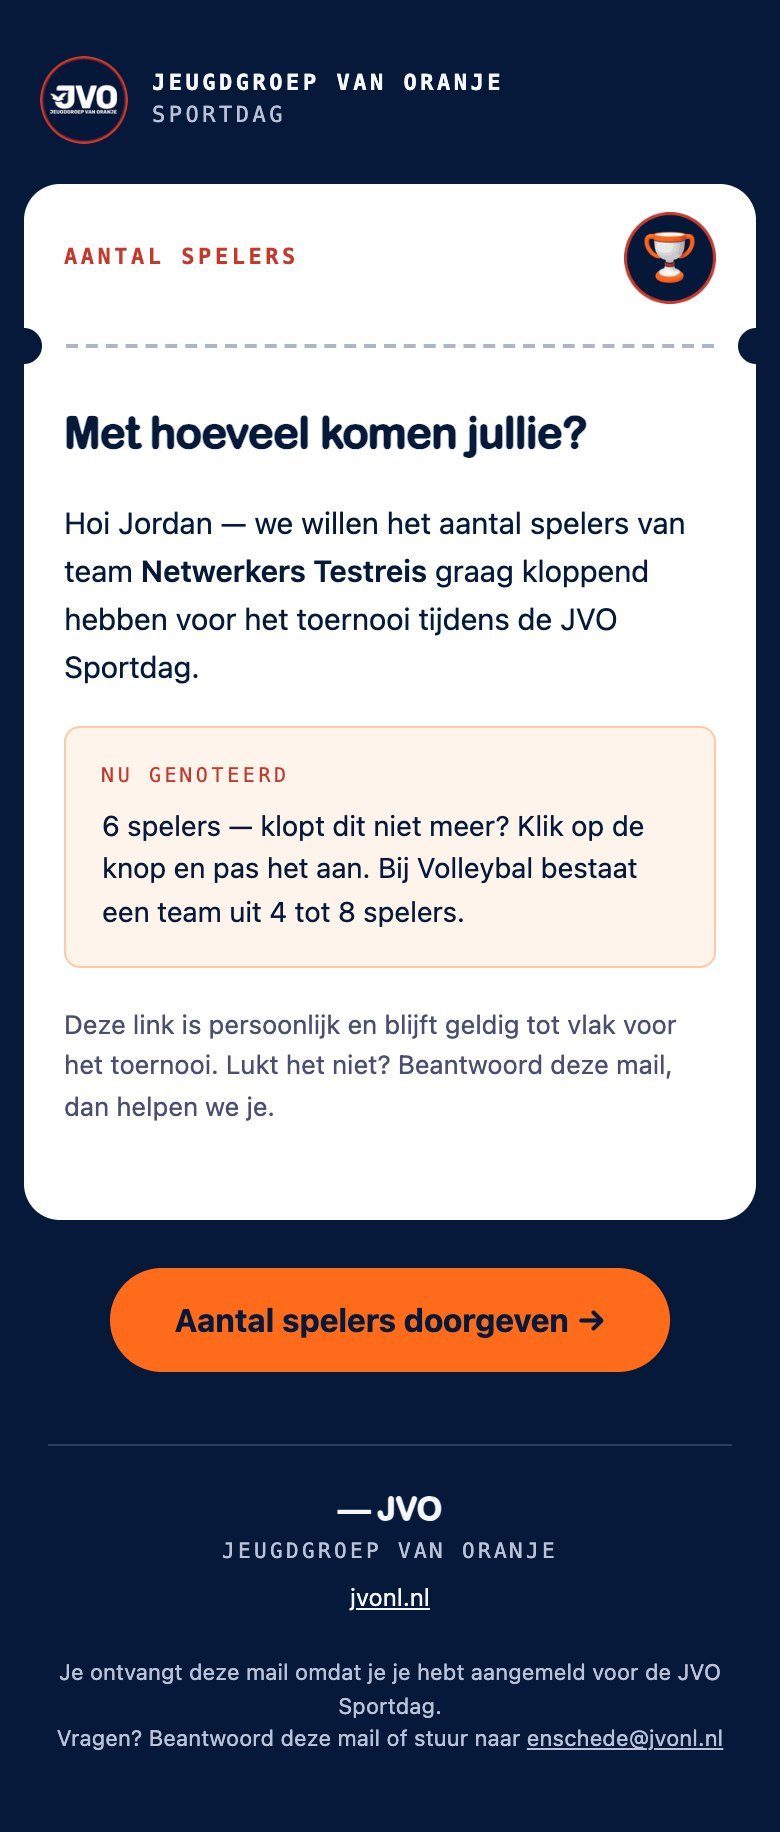 JVO
JEUGDGROEP VAN ORANJE
JEUGDGROEP VAN ORANJE
SPORTDAG
AANTAL SPELERS
Met hoeveel komen jullie?
Hoi Jordan — we willen het aantal spelers van
team Netwerkers Testreis graag kloppend
hebben voor het toernooi tijdens de JVO
Sportdag.
NU GENOTEERD
6 spelers — klopt dit niet meer? Klik op de
knop en pas het aan. Bij Volleybal bestaat
een team uit 4 tot 8 spelers.
Deze link is persoonlijk en blijft geldig tot vlak voor
het toernooi. Lukt het niet? Beantwoord deze mail,
dan helpen we je.
Aantal spelers doorgeven →
— JVO
JEUGDGROEP VAN ORANJE
jvonl.nl
Je ontvangt deze mail omdat je je hebt aangemeld voor de JVO
Sportdag.
Vragen? Beantwoord deze mail of stuur naar enschede@jvonl.nl